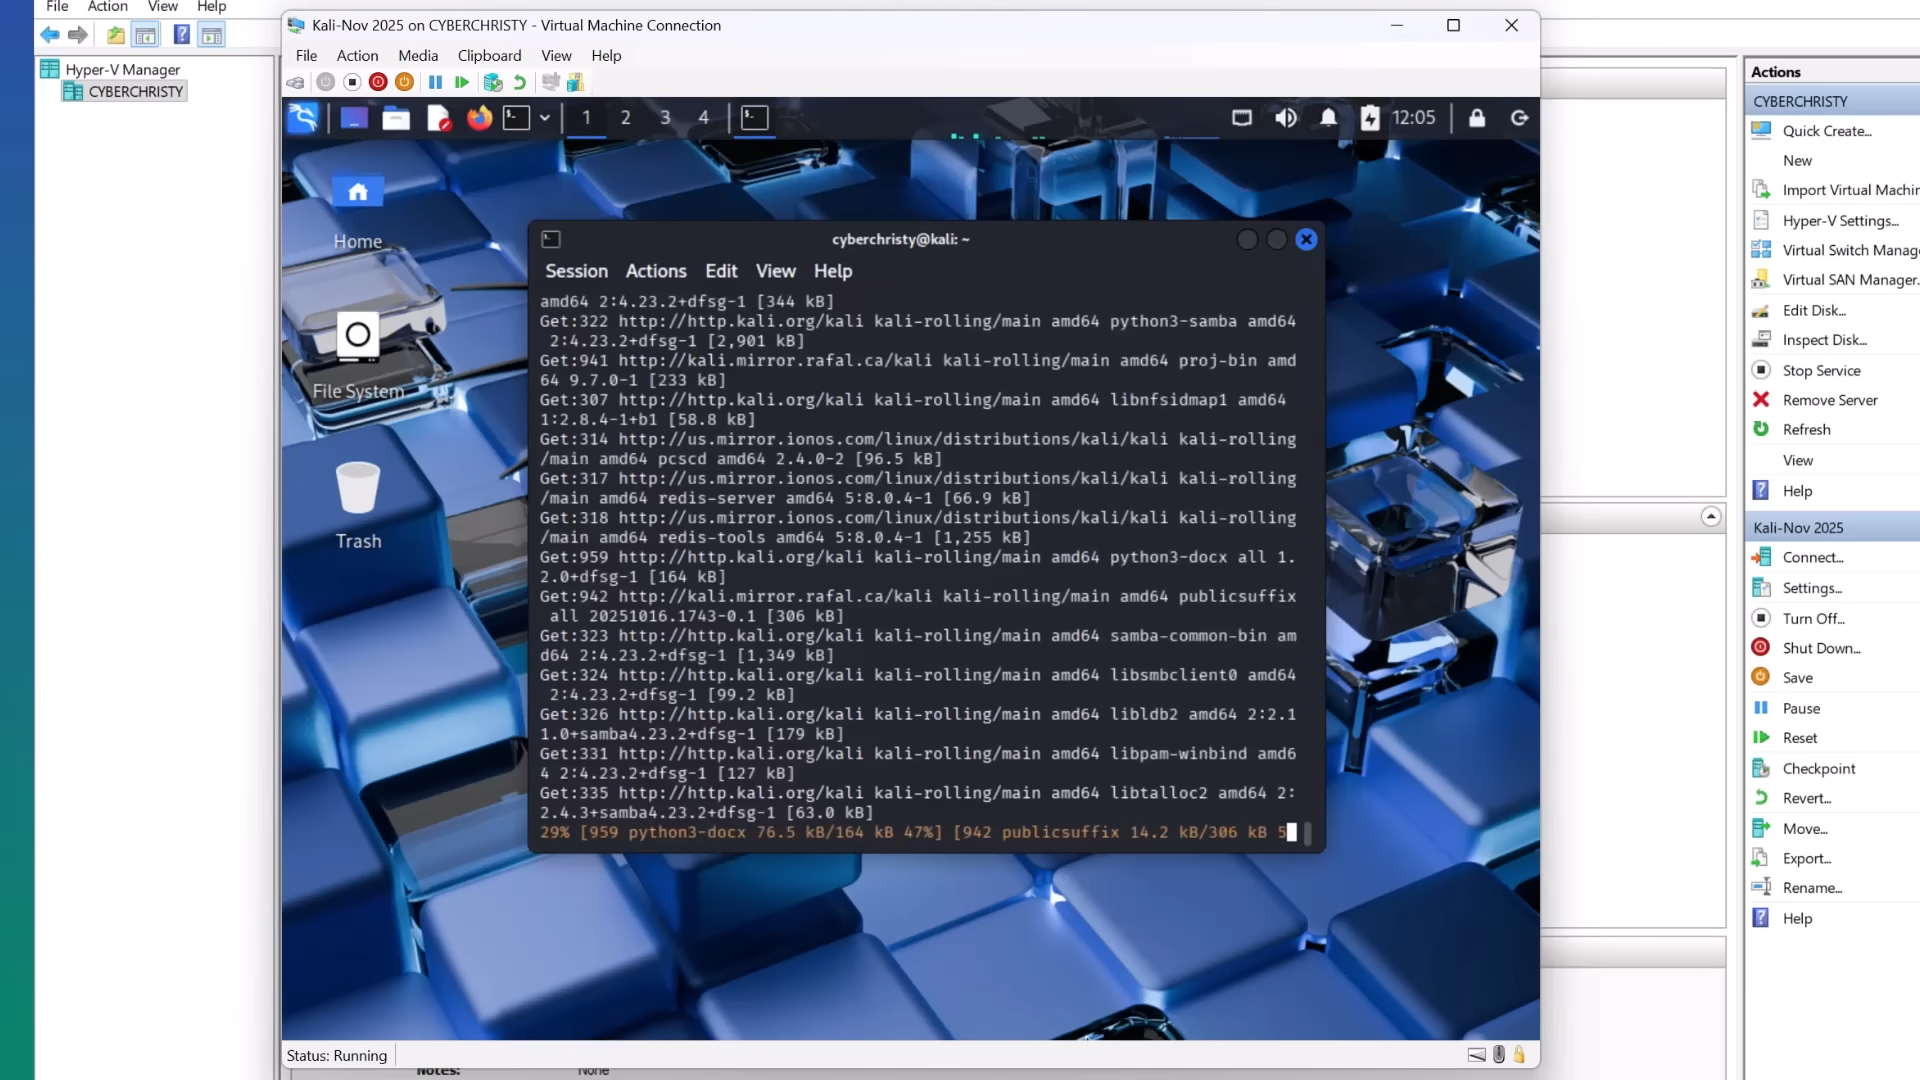 File Action View Help
Hyper-V Manager
CYBERCHRISTY
Kali-Nov 2025 on CYBERCHRISTY - Virtual Machine Connection
File Action Media Clipboard View Help
1 2 3 4
12:05
Home
File System
Trash
cyberchristy@kali: ~
Session Actions Edit View Help
amd64 2:4.23.2+dfsg-1 [344 kB]
Get:322 http://http.kali.org/kali kali-rolling/main amd64 python3-samba amd64
2:4.23.2+dfsg-1 [2,901 kB]
Get:941 http://kali.mirror.rafal.ca/kali kali-rolling/main amd64 proj-bin amd
64 9.7.0-1 [233 kB]
Get:307 http://http.kali.org/kali kali-rolling/main amd64 libnfsidmap1 amd64
1:2.8.4-1+b1 [58.8 kB]
Get:314 http://us.mirror.ionos.com/linux/distributions/kali/kali kali-rolling
/main amd64 pcscd amd64 2.4.0-2 [96.5 kB]
Get:317 http://us.mirror.ionos.com/linux/distributions/kali/kali kali-rolling
/main amd64 redis-server amd64 5:8.0.4-1 [66.9 kB]
Get:318 http://us.mirror.ionos.com/linux/distributions/kali/kali kali-rolling
/main amd64 redis-tools amd64 5:8.0.4-1 [1,255 kB]
Get:959 http://http.kali.org/kali kali-rolling/main amd64 python3-docx all 1.
2.0+dfsg-1 [164 kB]
Get:942 http://kali.mirror.rafal.ca/kali kali-rolling/main amd64 publicsuffix
all 20251016.1743-0.1 [306 kB]
Get:323 http://http.kali.org/kali kali-rolling/main amd64 samba-common-bin am
d64 2:4.23.2+dfsg-1 [1,349 kB]
Get:324 http://http.kali.org/kali kali-rolling/main amd64 libsmbclient0 amd64
2:4.23.2+dfsg-1 [99.2 kB]
Get:326 http://http.kali.org/kali kali-rolling/main amd64 libldb2 amd64 2:2.1
1.0+samba4.23.2+dfsg-1 [179 kB]
Get:331 http://http.kali.org/kali kali-rolling/main amd64 libpam-winbind amd6
4 2:4.23.2+dfsg-1 [127 kB]
Get:335 http://http.kali.org/kali kali-rolling/main amd64 libtalloc2 amd64 2:
2.4.3+samba4.23.2+dfsg-1 [63.0 kB]
29% [959 python3-docx 76.5 kB/164 kB 47%] [942 publicsuffix 14.2 kB/306 kB 5
Status: Running
Notes: None
Actions
CYBERCHRISTY
Quick Create...
New
Import Virtual Machin
Hyper-V Settings...
Virtual Switch Manag
Virtual SAN Manager.
Edit Disk...
Inspect Disk...
Stop Service
Remove Server
Refresh
View
Help
Kali-Nov 2025
Connect...
Settings...
Turn Off...
Shut Down...
Save
Pause
Reset
Checkpoint
Revert...
Move...
Export...
Rename...
Help